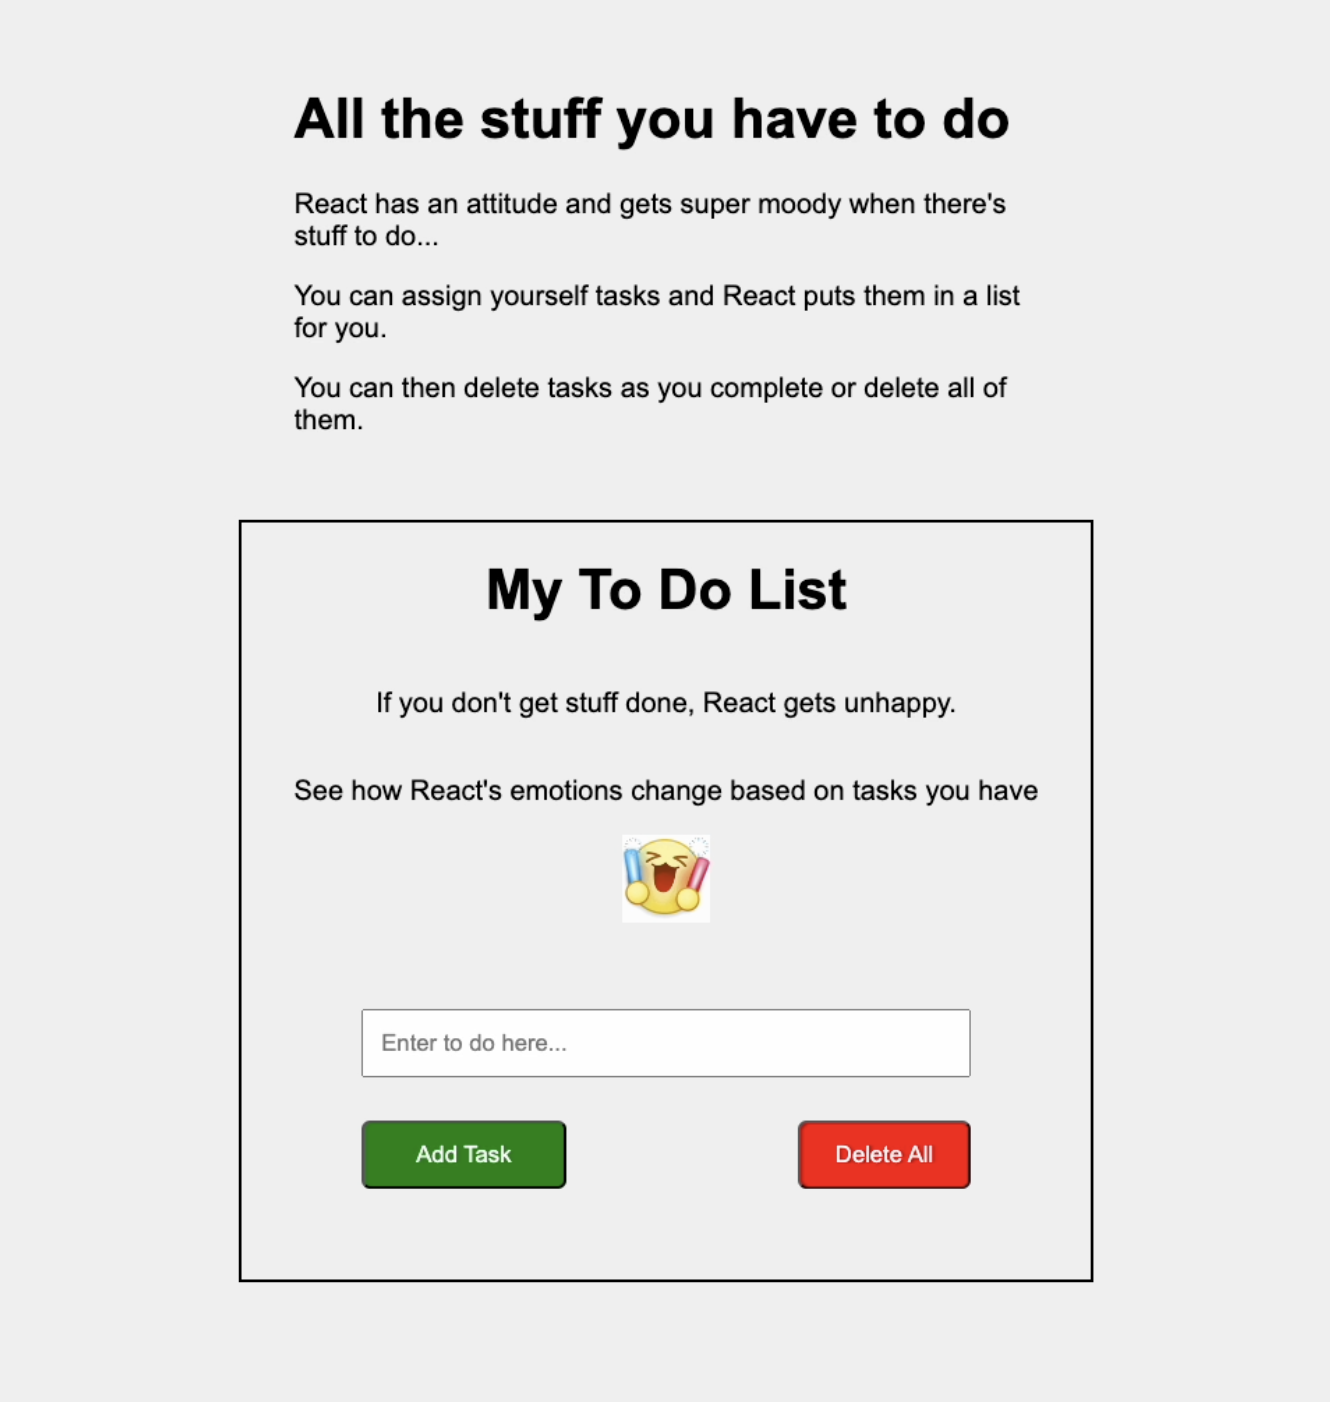 All the stuff you have to do
React has an attitude and gets super moody when there's
stuff to do...
You can assign yourself tasks and React puts them in a list
for you.
You can then delete tasks as you complete or delete all of
them.
My To Do List
If you don't get stuff done, React gets unhappy.
See how React's emotions change based on tasks you have
Enter to do here...
Add Task
Delete All